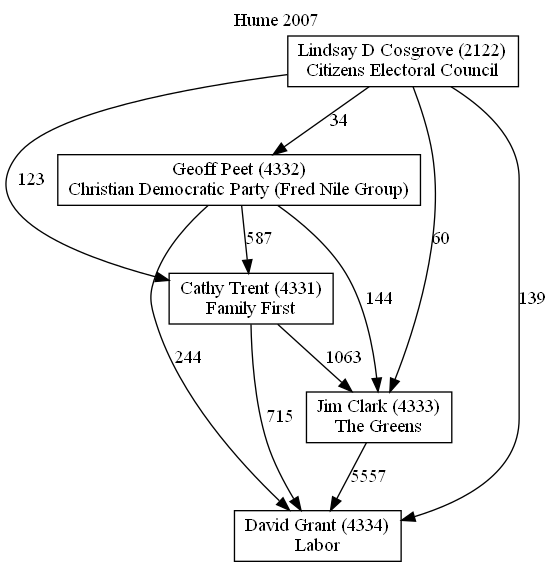 Hume 2007
Lindsay D Cosgrove (2122)
Citizens Electoral Council
34
123
Geoff Peet (4332)
Christian Democratic Party (Fred Nile Group)
587
60
Cathy Trent (4331)
Family First
144
139
244
1063
715
Jim Clark (4333)
The Greens
5557
David Grant (4334)
Labor